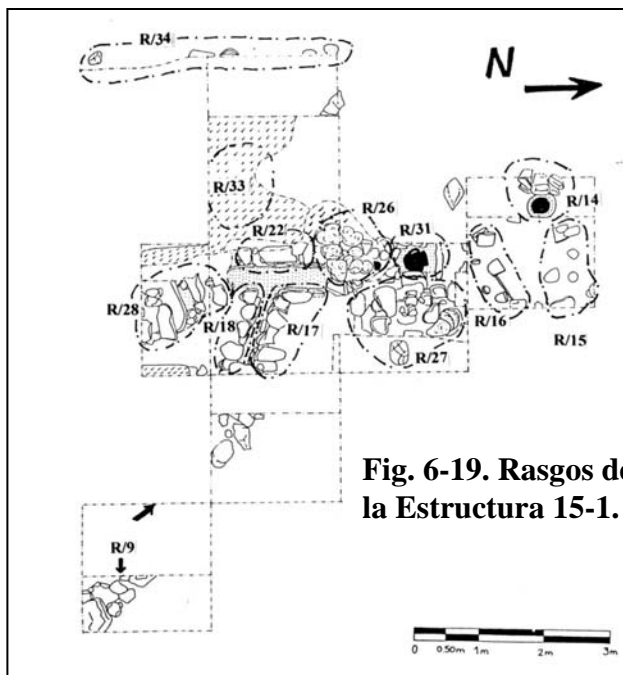 R/34
N
R/33
R/26
R/14
R/22
R/31
R/28
R/18
R/17
R/16
R/27
R/15
Fig. 6-19. Rasgos de
la Estructura 15-1.
R/9
0 0.50m 1m 2m 3m